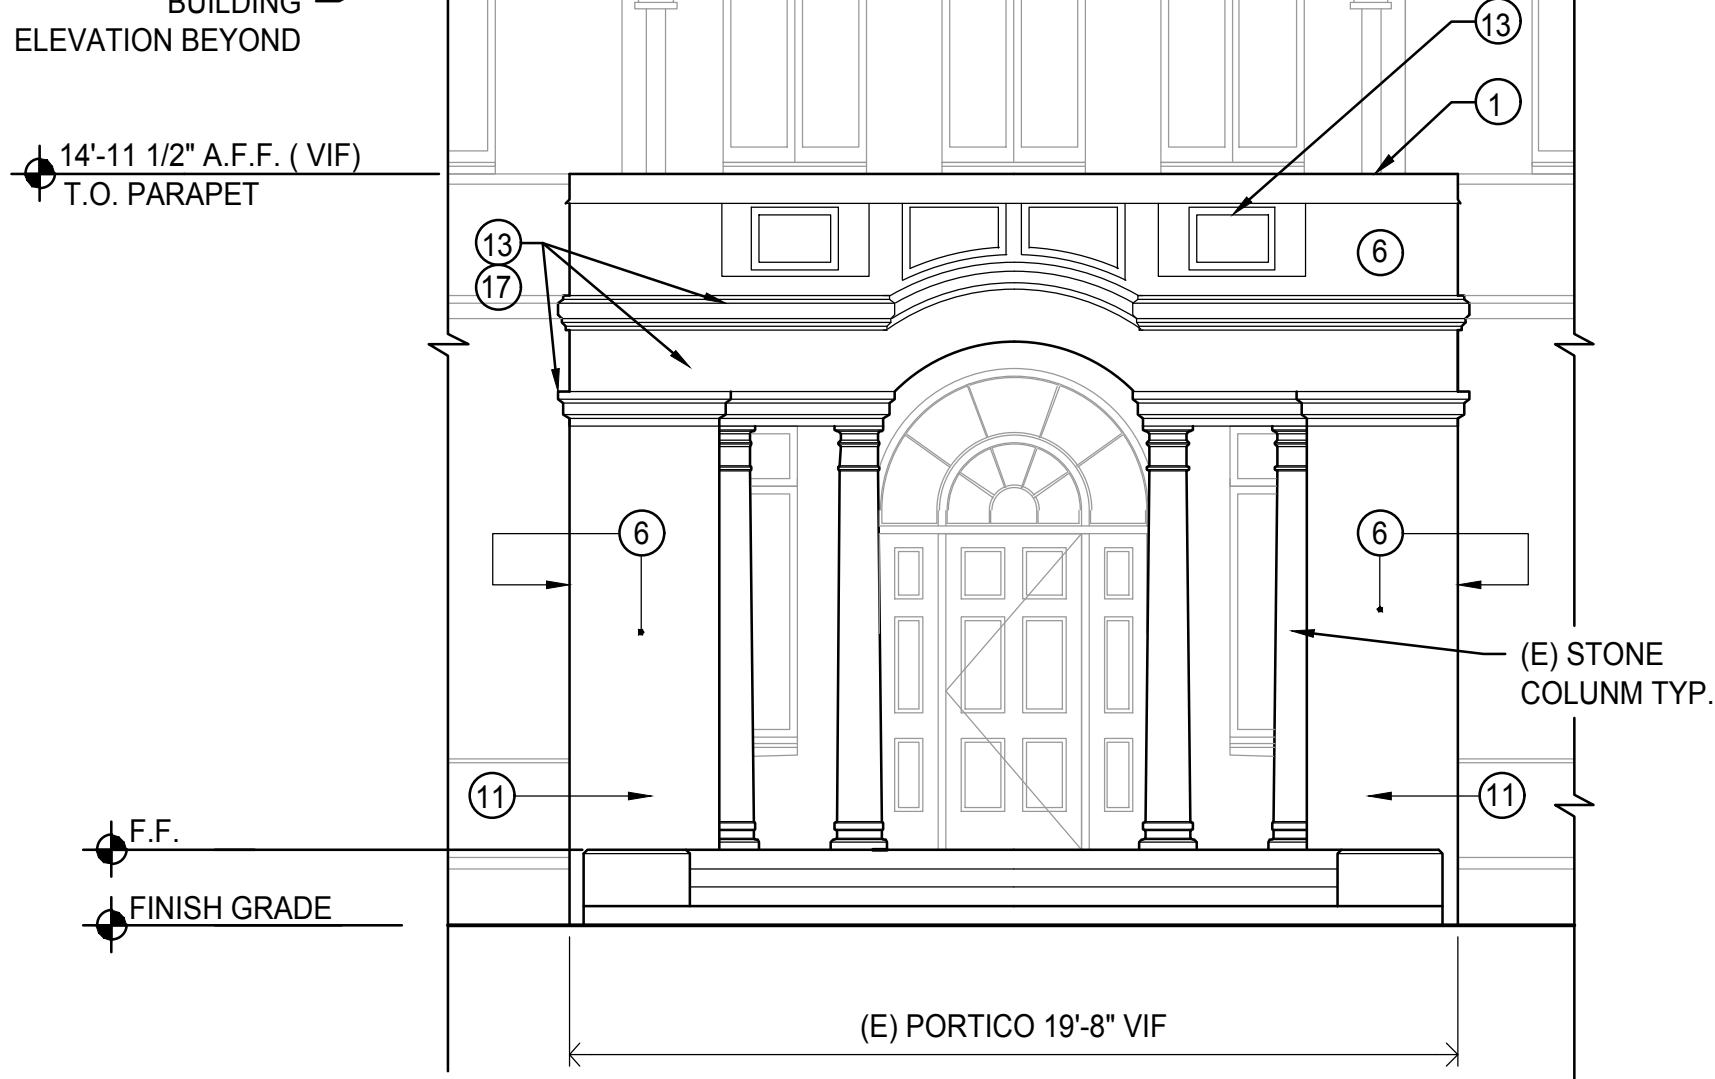 BUILDING
ELEVATION BEYOND
13
1
14'-11 1/2" A.F.F. ( VIF)
T.O. PARAPET
13
17
6
6
6
(E) STONE
COLUNM TYP.
11
11
F.F.
FINISH GRADE
(E) PORTICO 19'-8" VIF